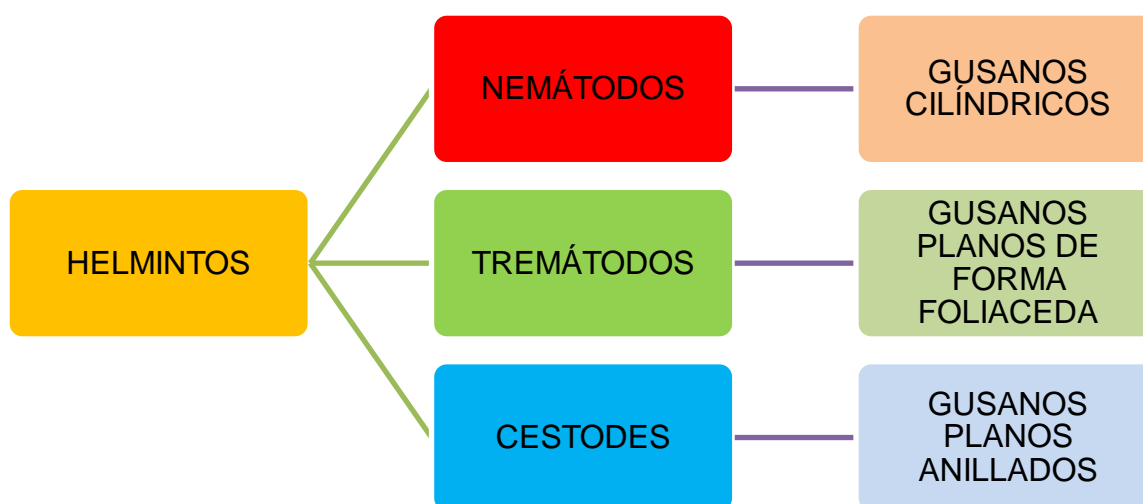 HELMINTOS
NEMÁTODOS
GUSANOS
CILÍNDRICOS
TREMÁTODOS
GUSANOS
PLANOS DE
FORMA
FOLIACEDA
CESTODES
GUSANOS
PLANOS
ANILLADOS